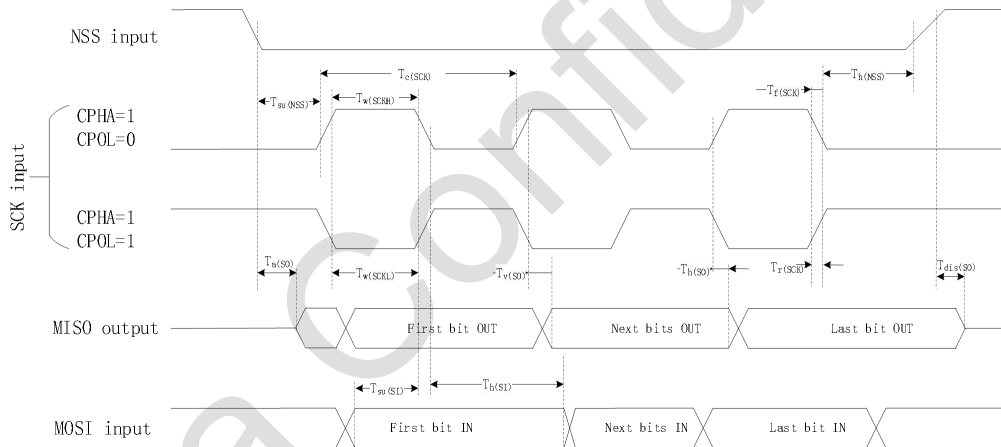 NSS input
Tc(SCK)
Th(NSS)
Tsu(NSS)
Tw(SCKH)
Tf(SCK)
CPHA=1
CPOL=0
SCK input
CPHA=1
CPOL=1
Ta(SO)
Tw(SCKL)
Tv(SO)
Th(SO)
Tr(SCK)
Tdis(SO)
MISO output
First bit OUT
Next bits OUT
Last bit OUT
Tsu(SI)
Th(SI)
MOSI input
First bit IN
Next bits IN
Last bit IN